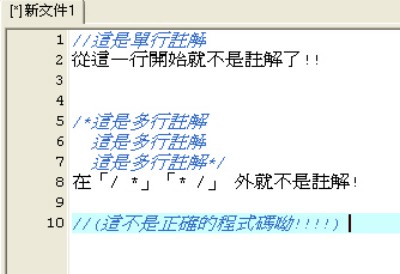 [*]新文件1
1 //這是單行註解
2 從這一行開始就不是註解了!!
3
4
5 /*這是多行註解
6 這是多行註解
7 這是多行註解*/
8 在「/ *」「* /」 外就不是註解!
9
10 //(這不是正確的程式碼呦!!!!)